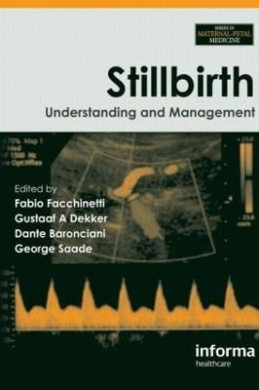 SERIES IN
MATERNAL-FETAL
MEDICINE
Stillbirth
Understanding and Management
Edited by
Fabio Facchinetti
Gustaaf A Dekker
Dante Baronciani
George Saade
informa
healthcare